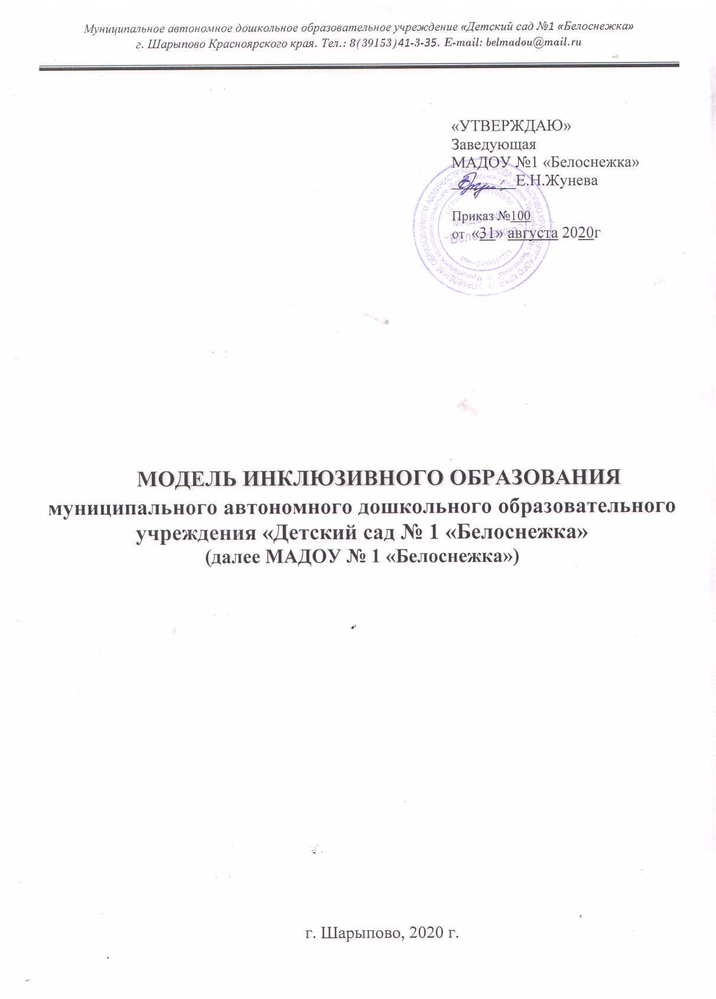 Муниципальное автономное дошкольное образовательное учреждение «Детский сад №1 «Белоснежка»
г. Шарыпово Красноярского края. Тел.: 8(39153)41-3-35. E-mail: belmadou@mail.ru
«УТВЕРЖДАЮ»
Заведующая
МАДОУ №1 «Белоснежка»
________Е.Н.Жунева
Приказ №100
от «31» августа 2020г
МОДЕЛЬ ИНКЛЮЗИВНОГО ОБРАЗОВАНИЯ
муниципального автономного дошкольного образовательного
учреждения «Детский сад № 1 «Белоснежка»
(далее МАДОУ № 1 «Белоснежка»)
г. Шарыпово, 2020 г.